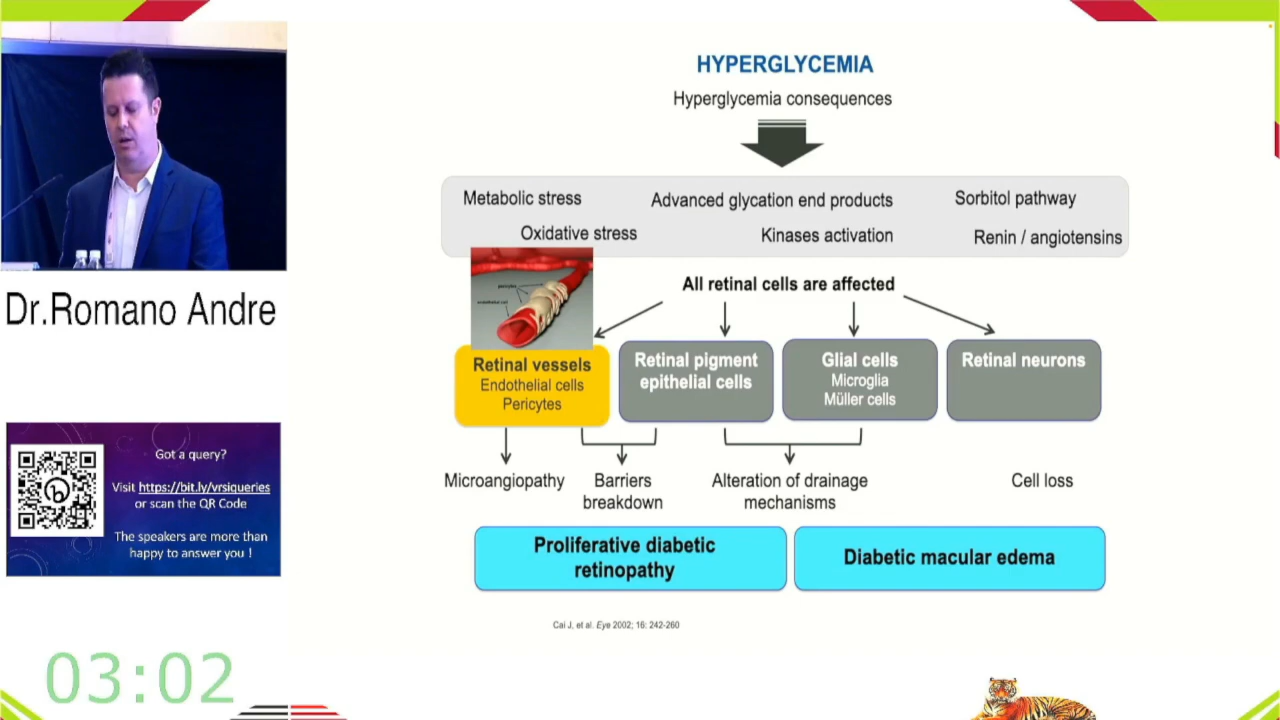 HYPERGLYCEMIA
Hyperglycemia consequences
Metabolic stress
Advanced glycation end products
Sorbitol pathway
Oxidative stress
Kinases activation
Renin / angiotensins
pericytes
endothelial cell
All retinal cells are affected
Retinal vessels
Endothelial cells
Pericytes
Retinal pigment
epithelial cells
Glial cells
Microglia
Müller cells
Retinal neurons
Microangiopathy
Barriers
breakdown
Alteration of drainage
mechanisms
Cell loss
Proliferative diabetic
retinopathy
Diabetic macular edema
Cai J, et al. Eye 2002; 16: 242-260
Dr.Romano Andre
Got a query?
Visit https://bit.ly/vrsiqueries
or scan the QR Code
The speakers are more than
happy to answer you !
03:02